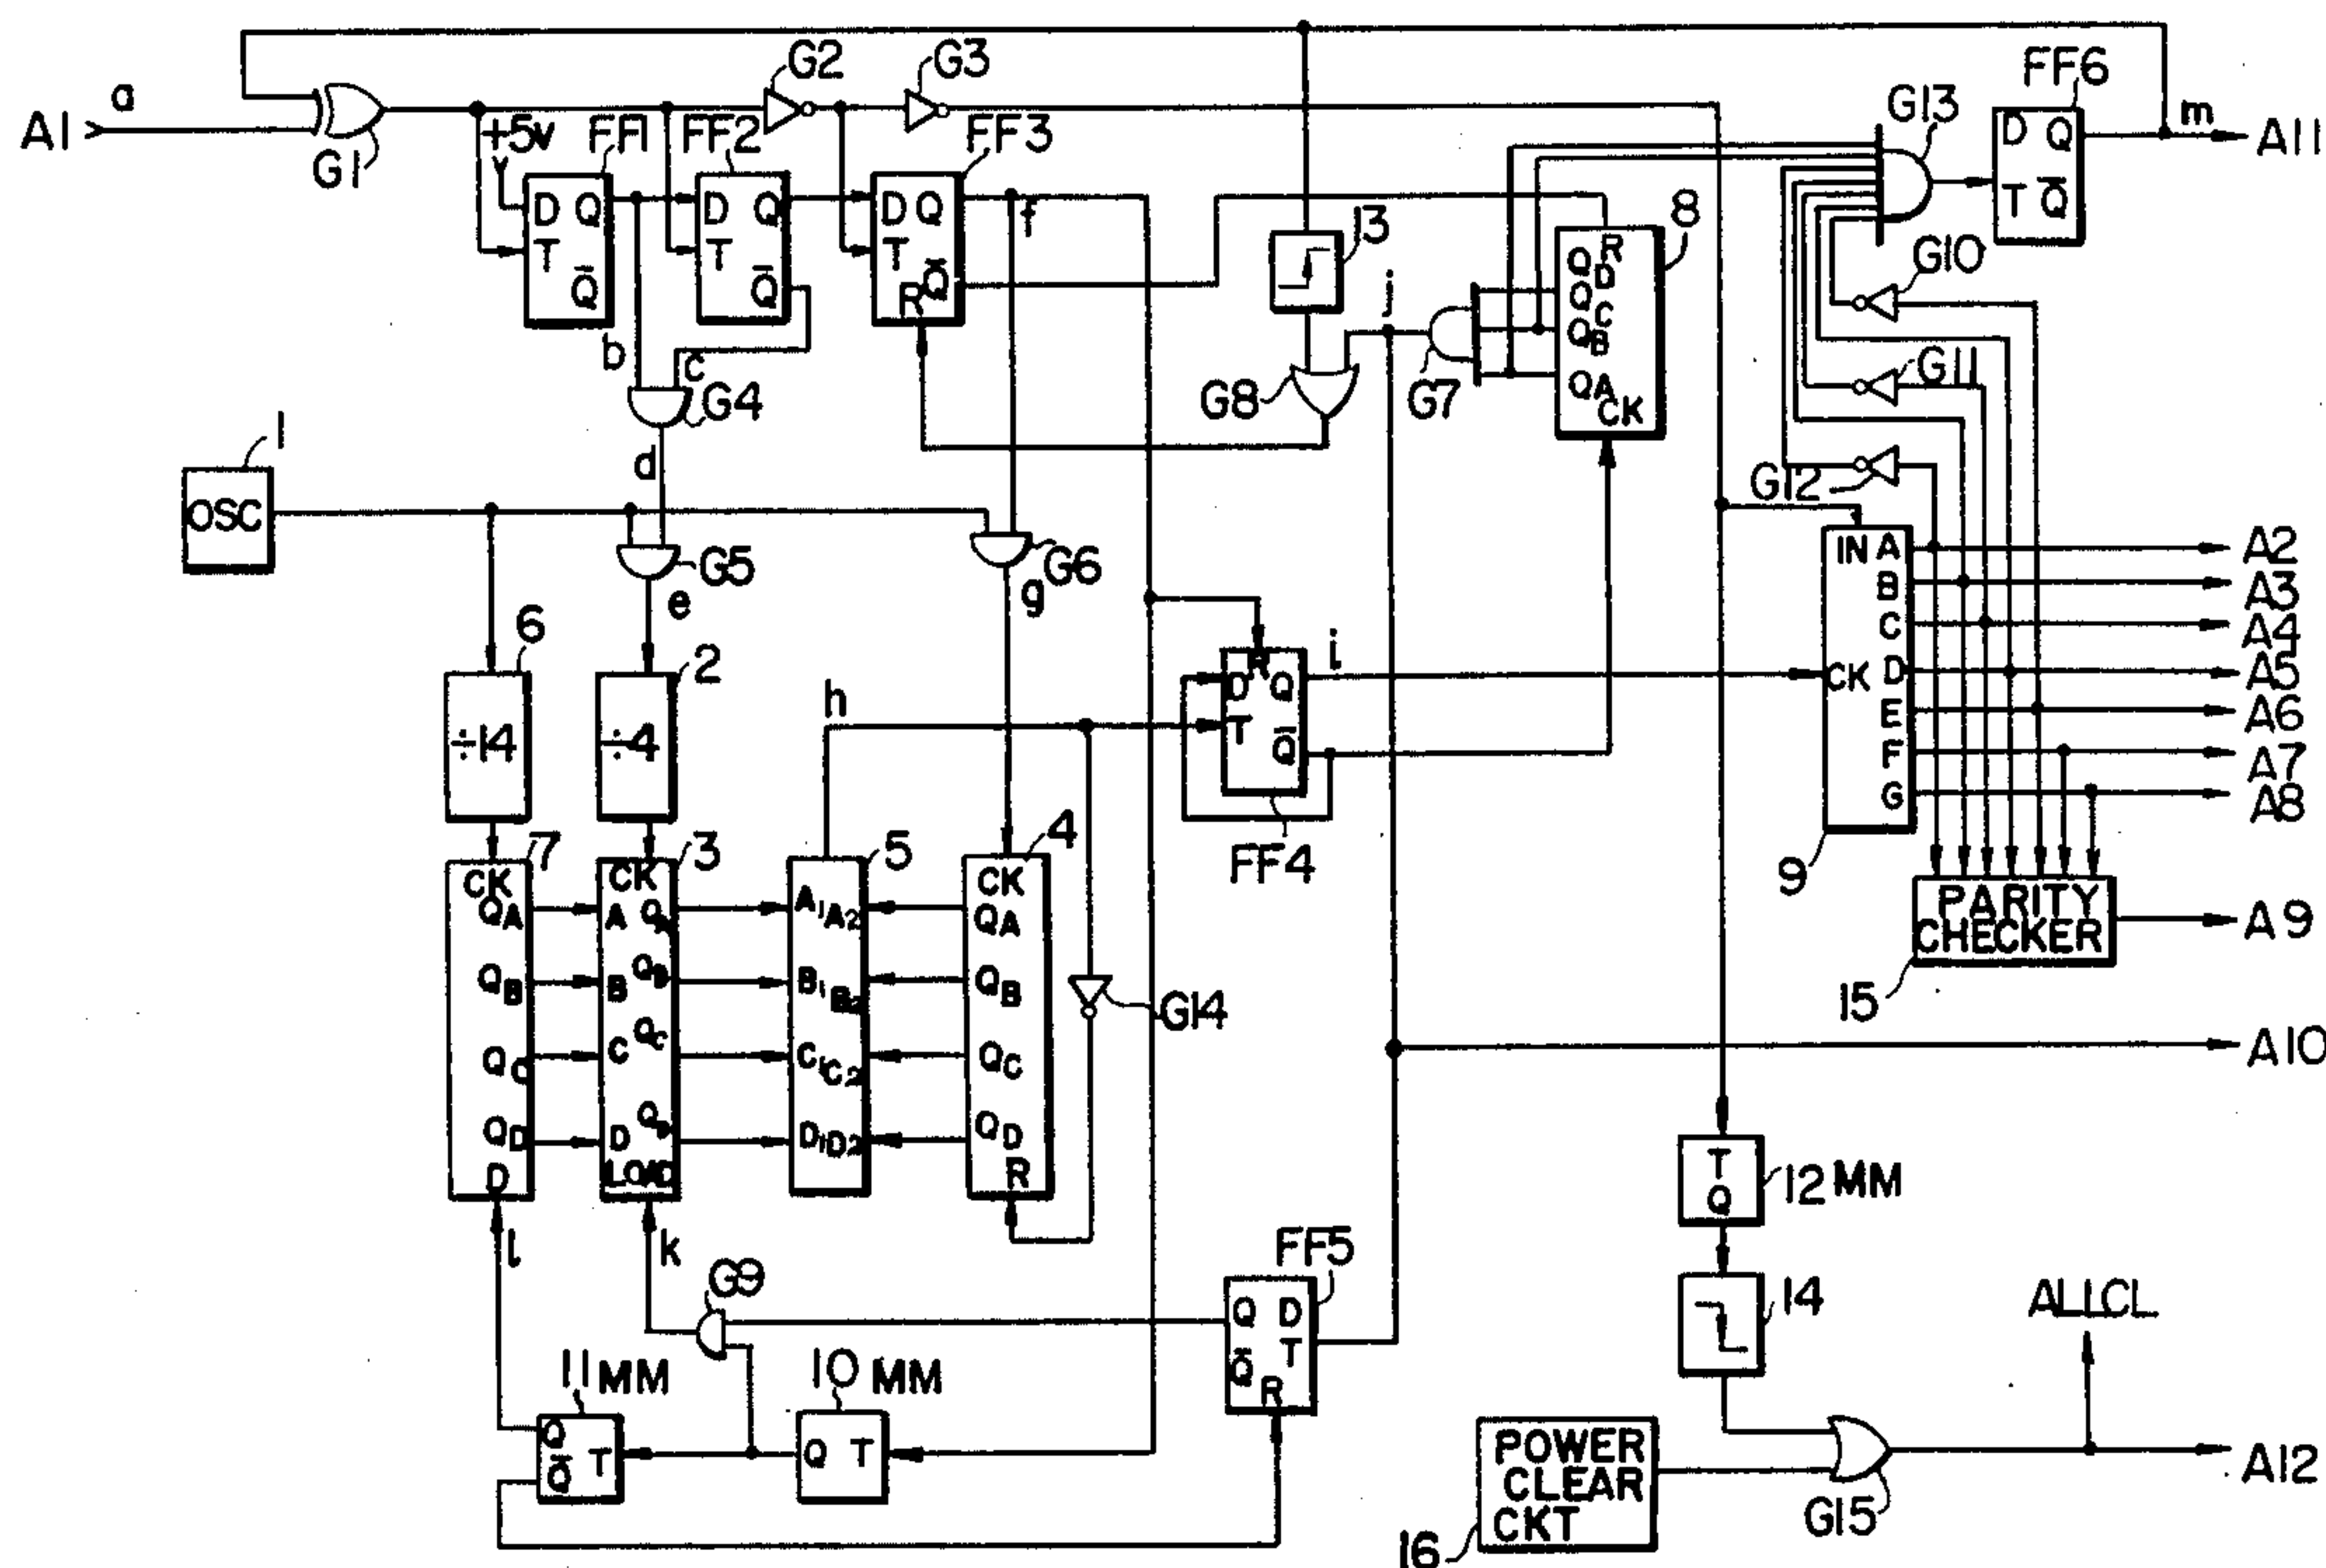 G2 G3 FF6
A1 a G1 +5v FF1 FF2 FF3 G13 m A11
D Q T Q̄
D Q T Q̄
D Q T Q̄ R
D Q T Q̄
b c G4 f 13 j 8 G10
G8 G7
R QD QC QB QA CK
G11
G12
1 OSC d G5 e G6 g
IN A B C D E F G CK
A2
A3
A4
A5
A6
A7
A8
6 ÷14
2 ÷4
h i
R D Q T Q̄
FF4
9
7 CK QA QB QC QD D
3 CK A B C D QA QB QC QD LOAD
5 A1 A2 B1 B2 C1 C2 D1 D2
4 CK QA QB QC QD R
G14
PARITY
CHECKER
15
A9
A10
T Q 12 MM
l k G9 FF5
Q D T Q̄ R
14
ALLCL
11 MM 10 MM
Q Q̄ T
Q T
POWER
CLEAR
CKT
16
G15
A12